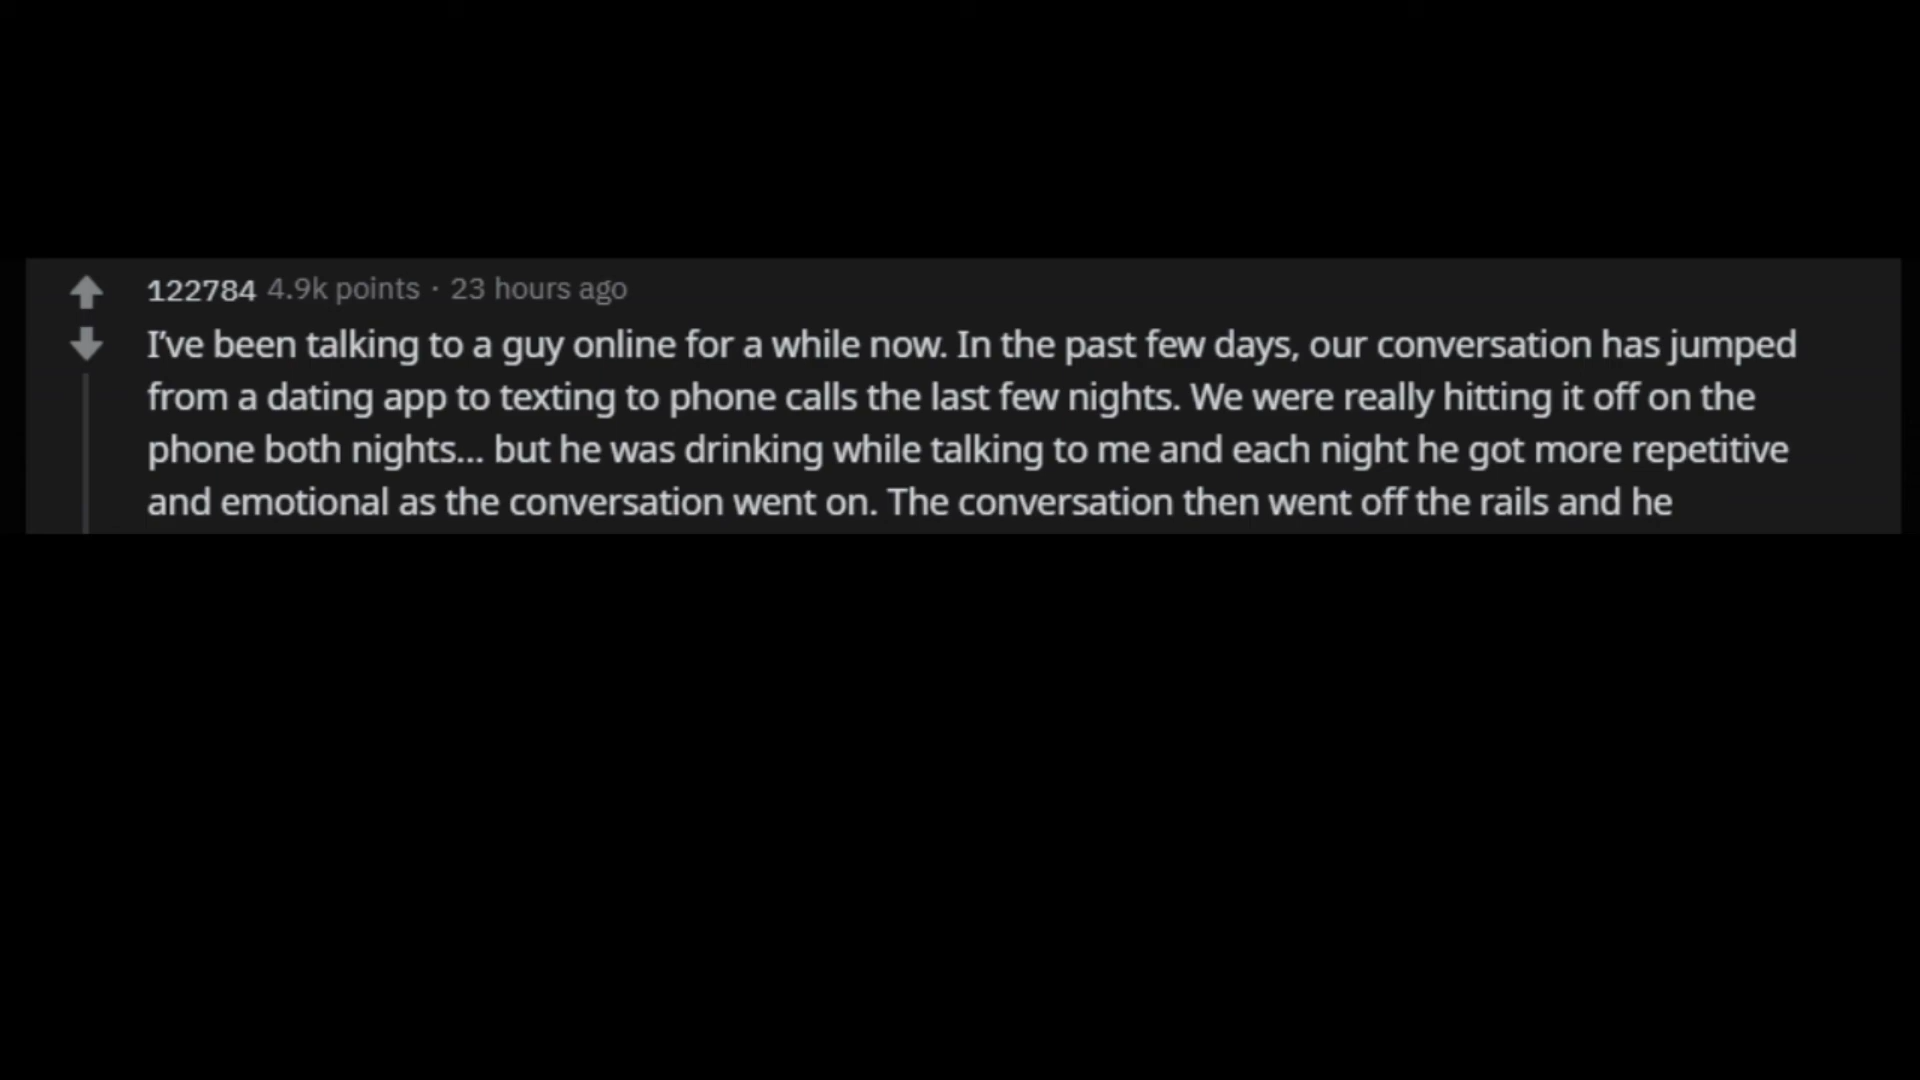 122784 4.9k points · 23 hours ago
I’ve been talking to a guy online for a while now. In the past few days, our conversation has jumped
from a dating app to texting to phone calls the last few nights. We were really hitting it off on the
phone both nights... but he was drinking while talking to me and each night he got more repetitive
and emotional as the conversation went on. The conversation then went off the rails and he